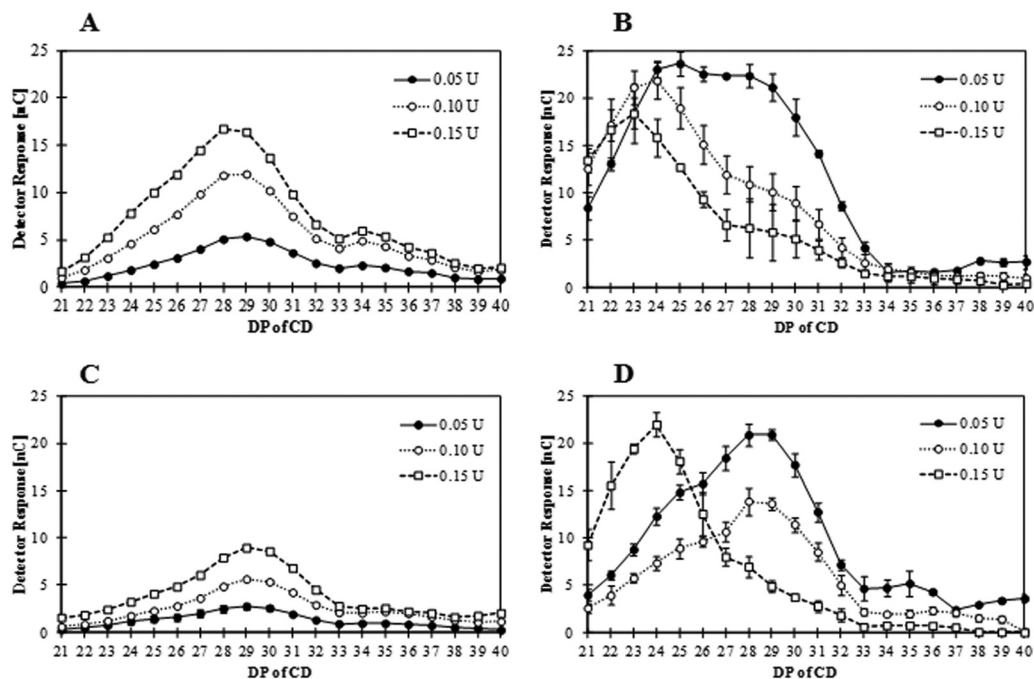 A
25
20
15
10
5
0
Detector Response [nC]
0.05 U
0.10 U
0.15 U
21 22 23 24 25 26 27 28 29 30 31 32 33 34 35 36 37 38 39 40
DP of CD
B
25
20
15
10
5
0
Detector Response [nC]
0.05 U
0.10 U
0.15 U
21 22 23 24 25 26 27 28 29 30 31 32 33 34 35 36 37 38 39 40
DP of CD
C
25
20
15
10
5
0
Detector Response [nC]
0.05 U
0.10 U
0.15 U
21 22 23 24 25 26 27 28 29 30 31 32 33 34 35 36 37 38 39 40
DP of CD
D
25
20
15
10
5
0
Detector Response [nC]
0.05 U
0.10 U
0.15 U
21 22 23 24 25 26 27 28 29 30 31 32 33 34 35 36 37 38 39 40
DP of CD